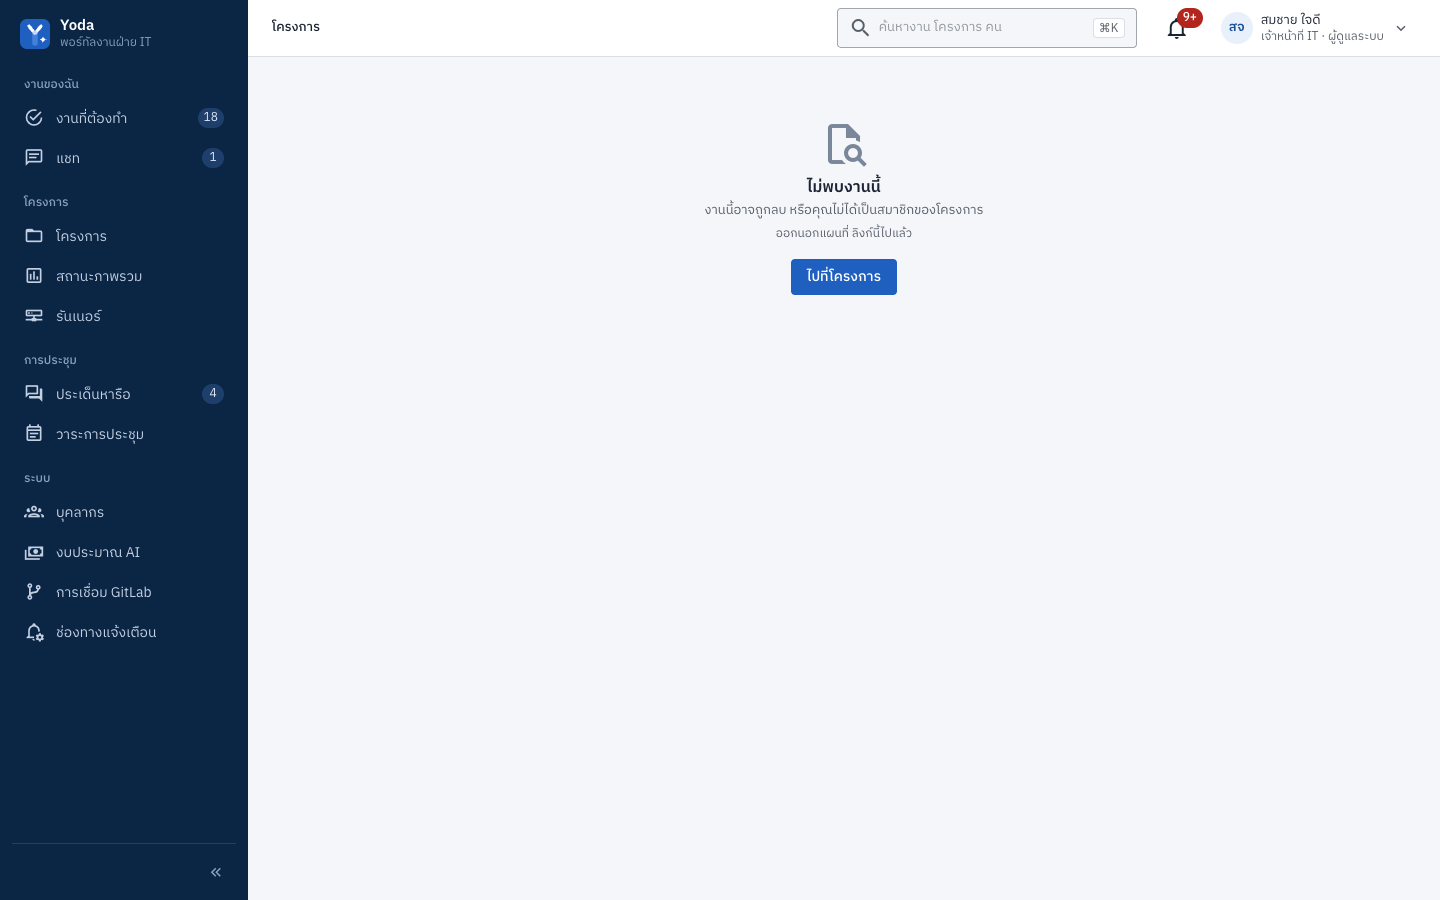 Yoda
พอร์ทัลงานฝ่าย IT
งานของฉัน
งานที่ต้องทำ 18
แชท 1
โครงการ
โครงการ
สถานะภาพรวม
รันเนอร์
การประชุม
ประเด็นหารือ 4
วาระการประชุม
ระบบ
บุคลากร
งบประมาณ AI
การเชื่อม GitLab
ช่องทางแจ้งเตือน
โครงการ
ค้นหางาน โครงการ คน ⌘K
9+
สจ
สมชาย ใจดี
เจ้าหน้าที่ IT · ผู้ดูแลระบบ
ไม่พบงานนี้
งานนี้อาจถูกลบ หรือคุณไม่ได้เป็นสมาชิกของโครงการ
ออกนอกแผนที่ ลิงก์นี้ไปแล้ว
ไปที่โครงการ